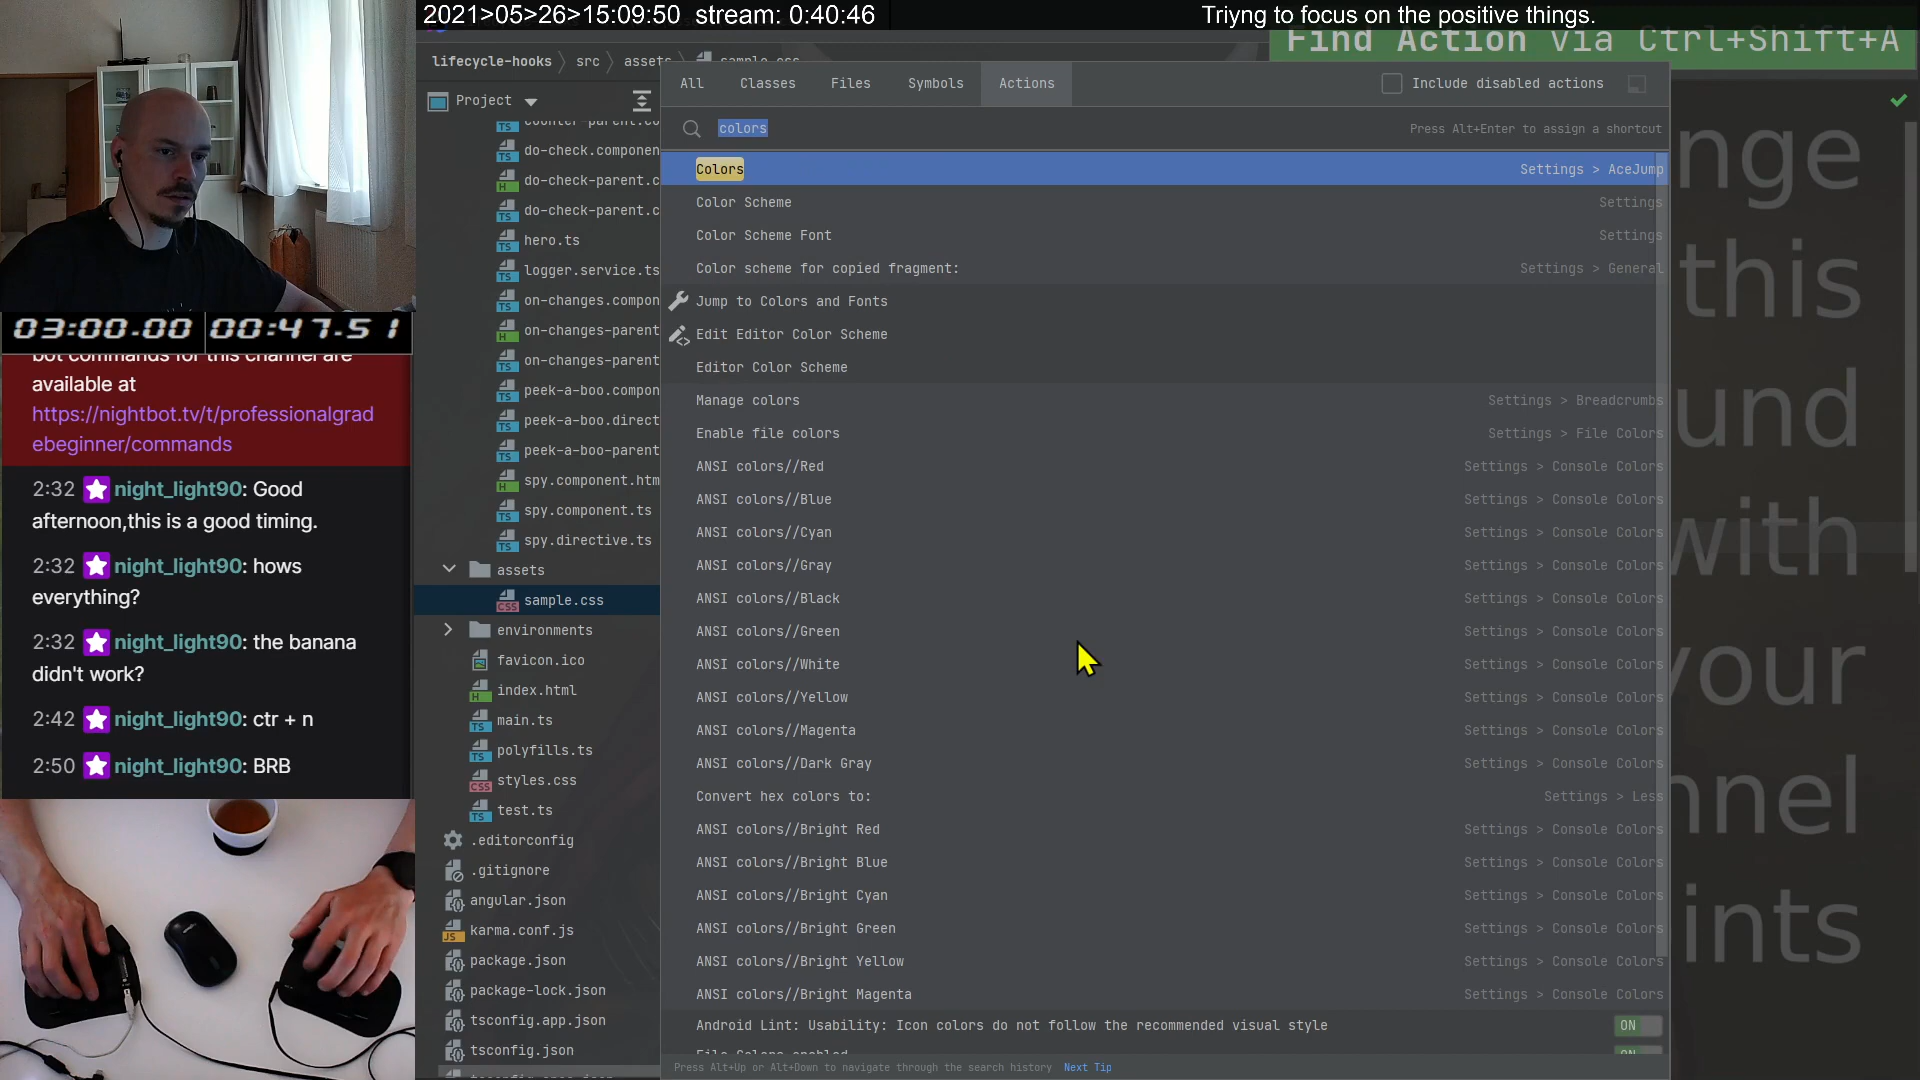 2021>05>26>15:09:50 stream: 0:40:46
Triyng to focus on the positive things.
Find Action via Ctrl+Shift+A
lifecycle-hooks
src
assets
sample.css
Project
All
Classes
Files
Symbols
Actions
Include disabled actions
colors
Press Alt+Enter to assign a shortcut
Colors
Settings > AceJump
Color Scheme
Settings
Color Scheme Font
Settings
Color scheme for copied fragment:
Settings > General
Jump to Colors and Fonts
Edit Editor Color Scheme
Editor Color Scheme
Manage colors
Settings > Breadcrumbs
Enable file colors
Settings > File Colors
ANSI colors//Red
Settings > Console Colors
ANSI colors//Blue
Settings > Console Colors
ANSI colors//Cyan
Settings > Console Colors
ANSI colors//Gray
Settings > Console Colors
ANSI colors//Black
Settings > Console Colors
ANSI colors//Green
Settings > Console Colors
ANSI colors//White
Settings > Console Colors
ANSI colors//Yellow
Settings > Console Colors
ANSI colors//Magenta
Settings > Console Colors
ANSI colors//Dark Gray
Settings > Console Colors
Convert hex colors to:
Settings > Less
ANSI colors//Bright Red
Settings > Console Colors
ANSI colors//Bright Blue
Settings > Console Colors
ANSI colors//Bright Cyan
Settings > Console Colors
ANSI colors//Bright Green
Settings > Console Colors
ANSI colors//Bright Yellow
Settings > Console Colors
ANSI colors//Bright Magenta
Settings > Console Colors
Android Lint: Usability: Icon colors do not follow the recommended visual style
ON
File Colors enabled
ON
Press Alt+Up or Alt+Down to navigate through the search history
Next Tip
counter-parent.co
do-check.componen
do-check-parent.c
do-check-parent.c
hero.ts
logger.service.ts
on-changes.compon
on-changes-parent
on-changes-parent
peek-a-boo.compon
peek-a-boo.direct
peek-a-boo-parent
spy.component.htm
spy.component.ts
spy.directive.ts
assets
sample.css
environments
favicon.ico
index.html
main.ts
polyfills.ts
styles.css
test.ts
.editorconfig
.gitignore
angular.json
karma.conf.js
package.json
package-lock.json
tsconfig.app.json
tsconfig.json
nge
this
und
with
your
nnel
ints
03:00.00
00:47.51
bot commands for this channel are
available at
https://nightbot.tv/t/professionalgrad
ebeginner/commands
2:32 night_light90: Good
afternoon,this is a good timing.
2:32 night_light90: hows
everything?
2:32 night_light90: the banana
didn't work?
2:42 night_light90: ctr + n
2:50 night_light90: BRB